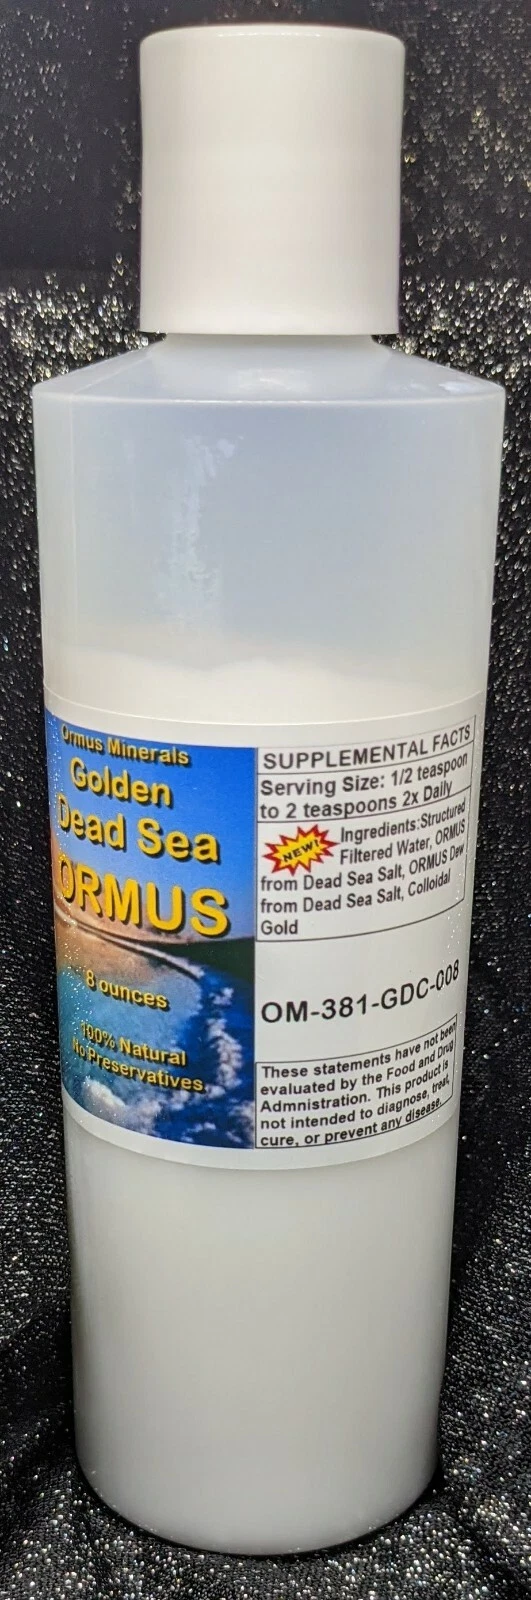 Ormus Minerals
Golden
Dead Sea
ORMUS
8 ounces
100% Natural
No Preservatives
SUPPLEMENTAL FACTS
Serving Size: 1/2 teaspoon
to 2 teaspoons 2x Daily
NEW!
Ingredients:Structured
Filtered Water, ORMUS
from Dead Sea Salt, ORMUS Dew
from Dead Sea Salt, Colloidal
Gold
OM-381-GDC-008
These statements have not been
evaluated by the Food and Drug
Admnistration. This product is
not intended to diagnose, treat,
cure, or prevent any disease.